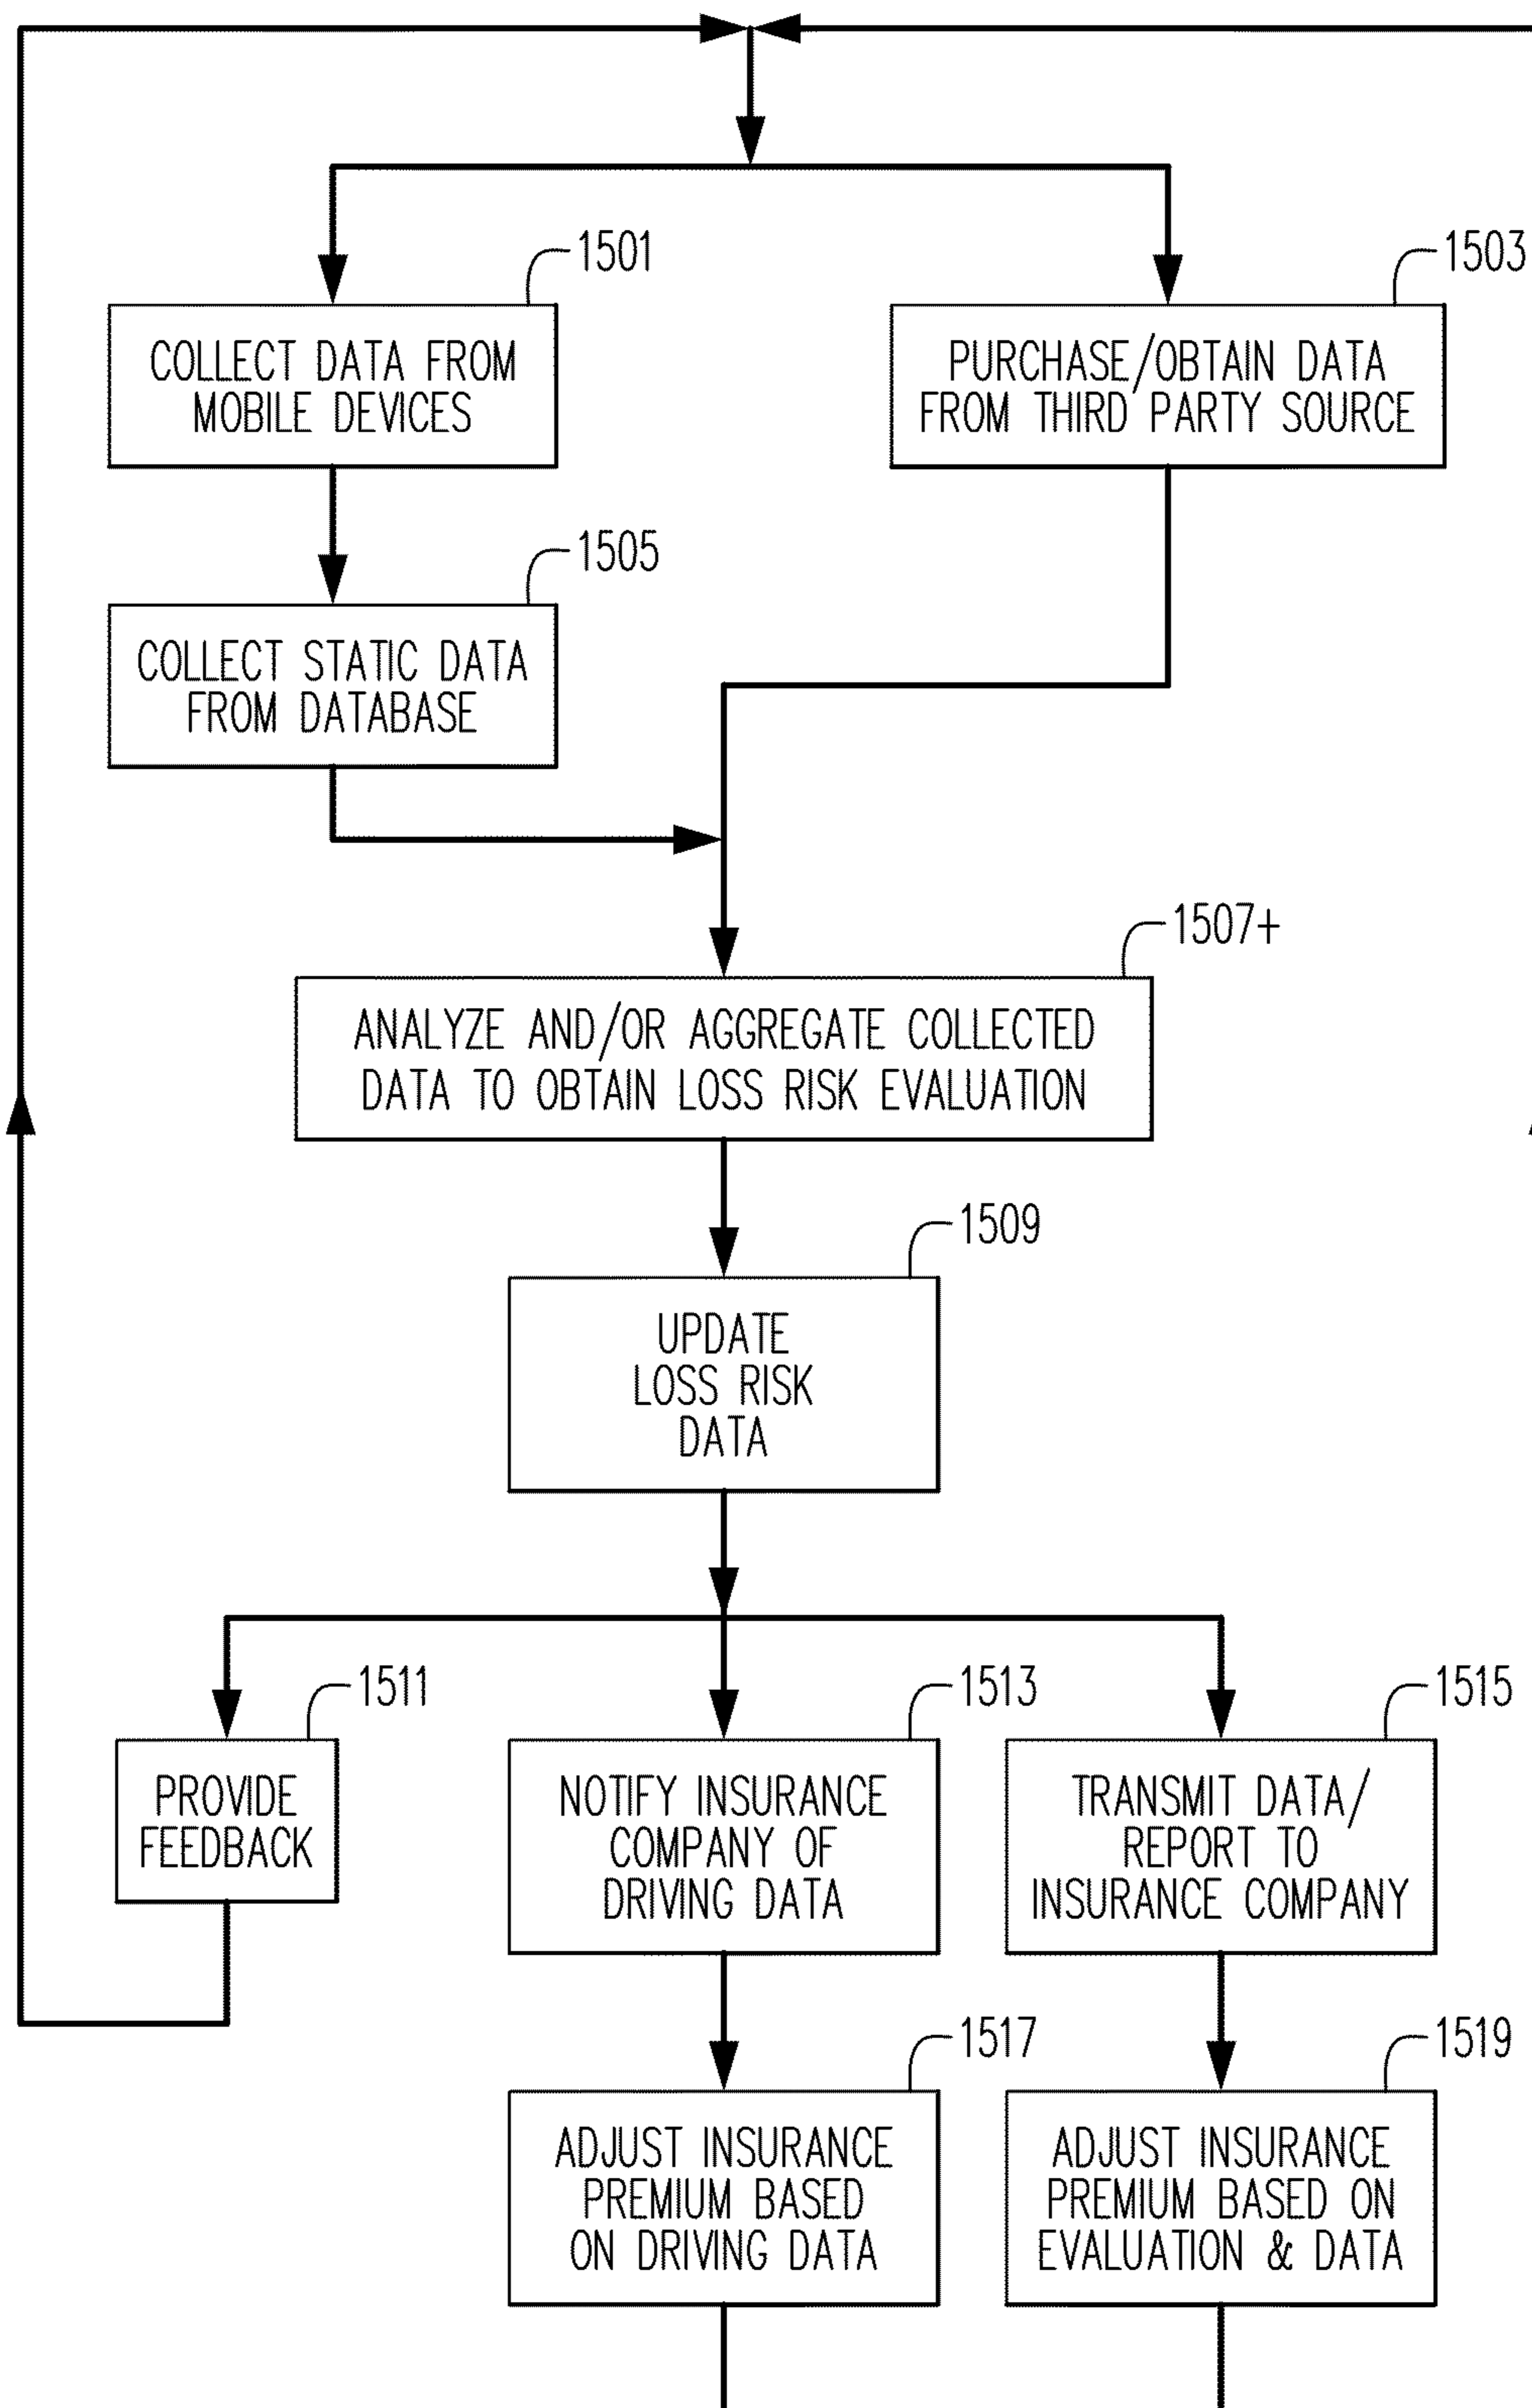 1501
COLLECT DATA FROM
MOBILE DEVICES
1503
PURCHASE/OBTAIN DATA
FROM THIRD PARTY SOURCE
1505
COLLECT STATIC DATA
FROM DATABASE
1507+
ANALYZE AND/OR AGGREGATE COLLECTED
DATA TO OBTAIN LOSS RISK EVALUATION
1509
UPDATE
LOSS RISK
DATA
1511
PROVIDE
FEEDBACK
1513
NOTIFY INSURANCE
COMPANY OF
DRIVING DATA
1515
TRANSMIT DATA/
REPORT TO
INSURANCE COMPANY
1517
ADJUST INSURANCE
PREMIUM BASED
ON DRIVING DATA
1519
ADJUST INSURANCE
PREMIUM BASED ON
EVALUATION & DATA